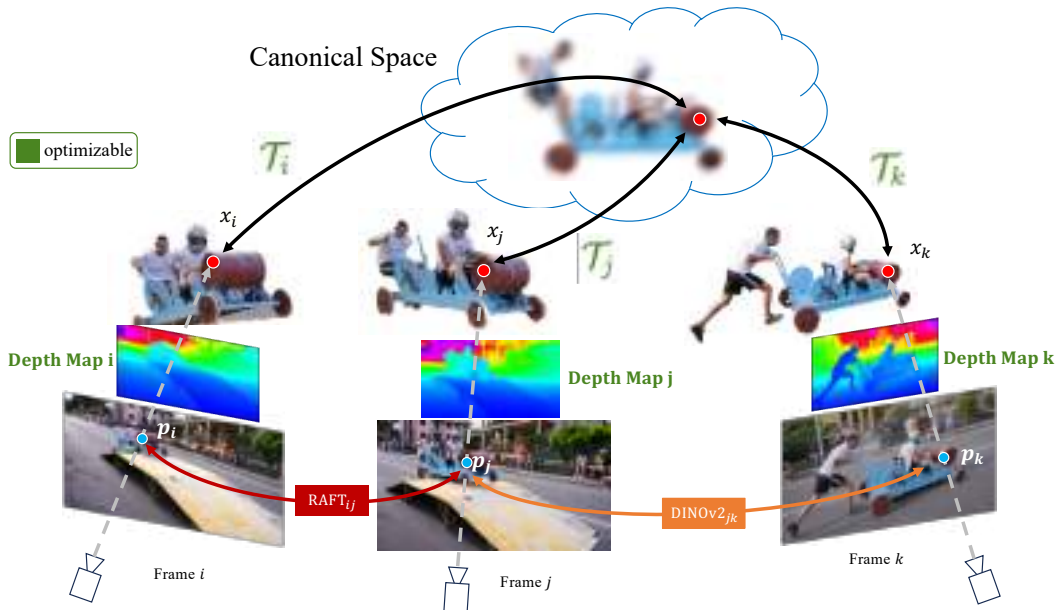 Canonical Space
optimizable
𝒯ᵢ
𝒯ⱼ
𝒯ₖ
xᵢ
xⱼ
xₖ
Depth Map i
Depth Map j
Depth Map k
pᵢ
pⱼ
pₖ
RAFTᵢⱼ
DINOv2ⱼₖ
Frame i
Frame j
Frame k